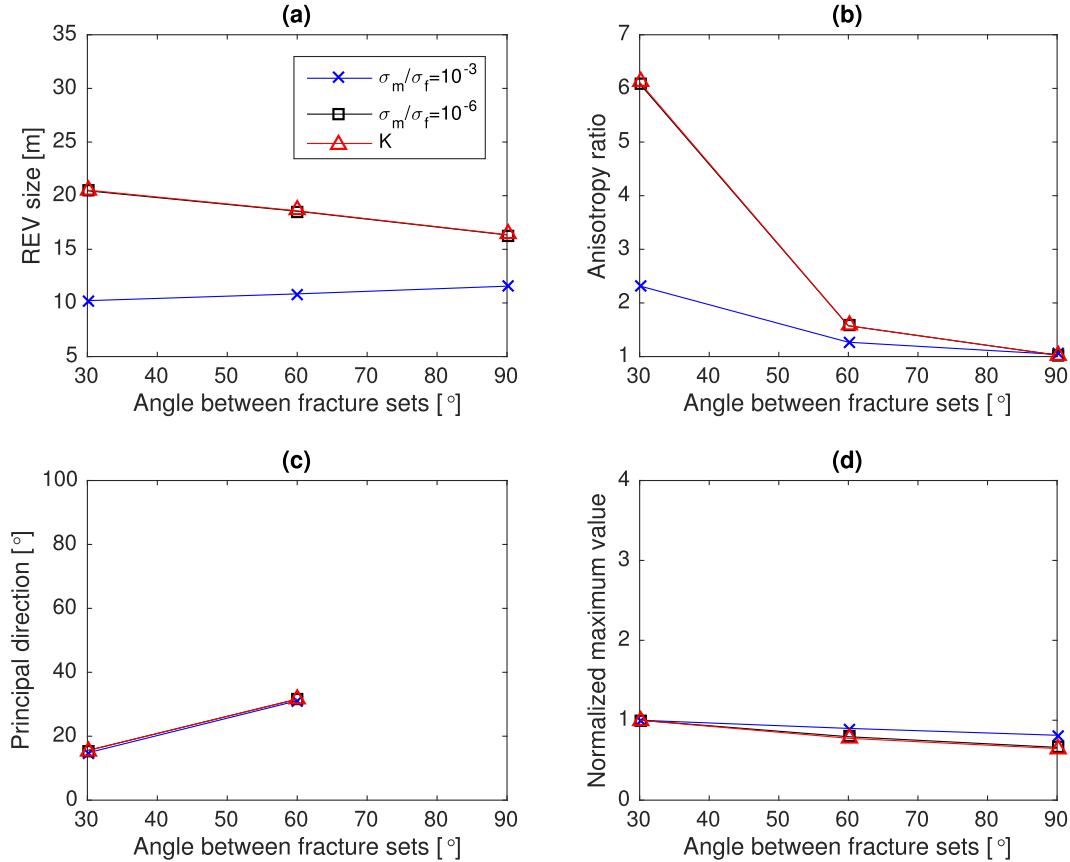 (a)
35
30
25
20
15
10
5
REV size [m]
σm/σf=10-3
σm/σf=10-6
K
30 40 50 60 70 80 90
Angle between fracture sets [°]
(b)
7
6
5
4
3
2
1
Anisotropy ratio
30 40 50 60 70 80 90
Angle between fracture sets [°]
(c)
100
80
60
40
20
0
Principal direction [°]
30 40 50 60 70 80 90
Angle between fracture sets [°]
(d)
4
3
2
1
0
Normalized maximum value
30 40 50 60 70 80 90
Angle between fracture sets [°]